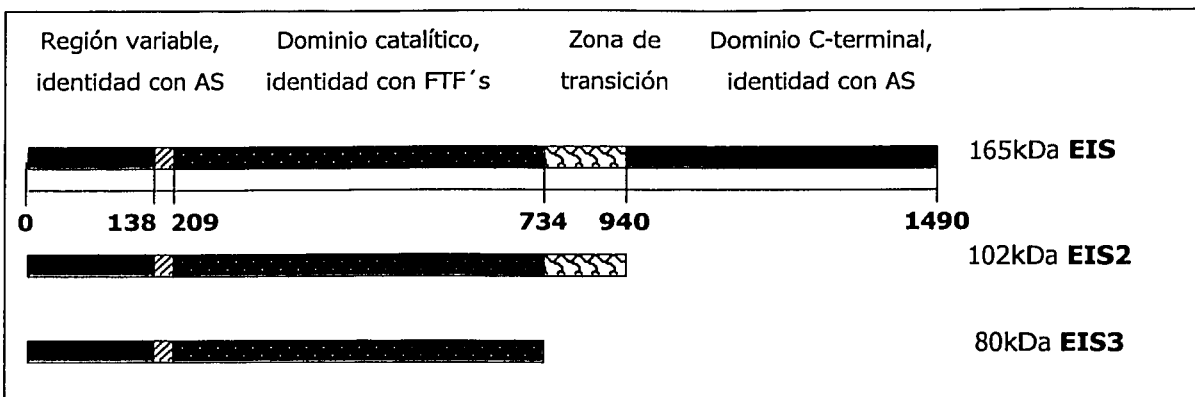 Región variable,
identidad con AS
Dominio catalítico,
identidad con FTF´s
Zona de
transición
Dominio C-terminal,
identidad con AS
165kDa EIS
0 138 209 734 940 1490
102kDa EIS2
80kDa EIS3